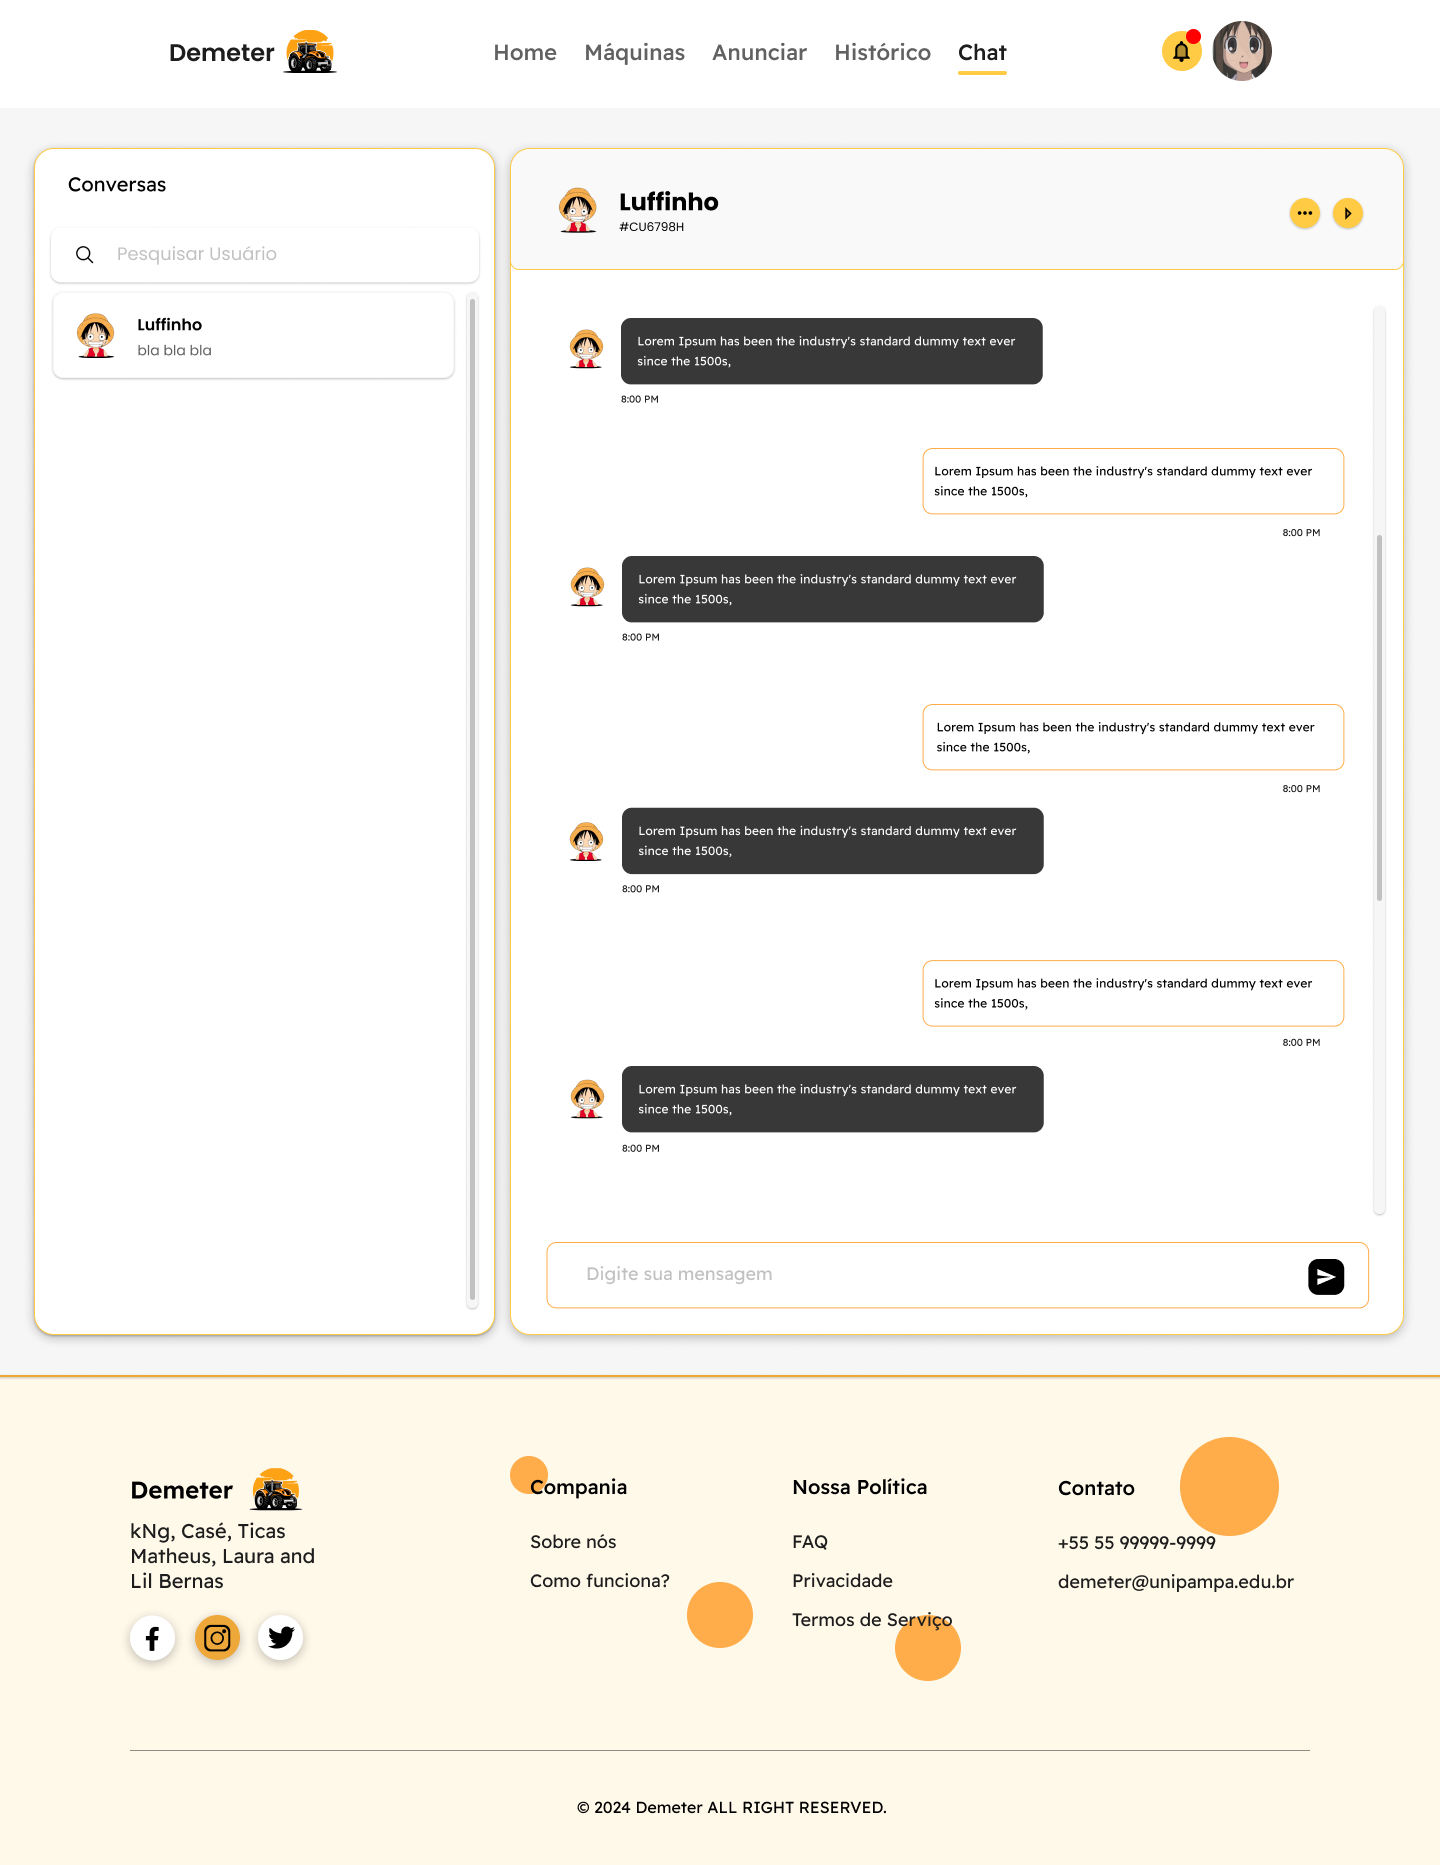 Demeter
Home Máquinas Anunciar Histórico Chat
Conversas
Pesquisar Usuário
Luffinho
bla bla bla
Luffinho
#CU6798H
Lorem Ipsum has been the industry's standard dummy text ever
since the 1500s,
8:00 PM
Lorem Ipsum has been the industry's standard dummy text ever
since the 1500s,
8:00 PM
Lorem Ipsum has been the industry's standard dummy text ever
since the 1500s,
8:00 PM
Lorem Ipsum has been the industry's standard dummy text ever
since the 1500s,
8:00 PM
Lorem Ipsum has been the industry's standard dummy text ever
since the 1500s,
8:00 PM
Lorem Ipsum has been the industry's standard dummy text ever
since the 1500s,
8:00 PM
Lorem Ipsum has been the industry's standard dummy text ever
since the 1500s,
8:00 PM
Digite sua mensagem
Demeter
kNg, Casé, Ticas
Matheus, Laura and
Lil Bernas
Compania
Sobre nós
Como funciona?
Nossa Política
FAQ
Privacidade
Termos de Serviço
Contato
+55 55 99999-9999
demeter@unipampa.edu.br
© 2024 Demeter ALL RIGHT RESERVED.